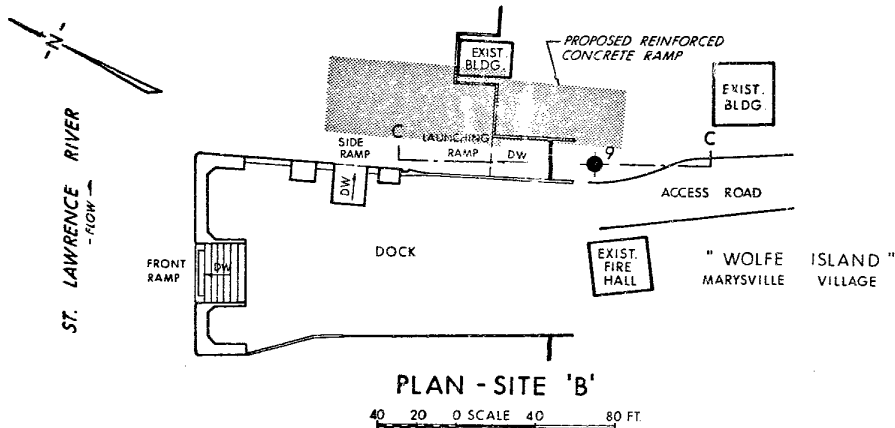 N
ST. LAWRENCE RIVER
- FLOW →
EXIST.
BLDG.
PROPOSED REINFORCED
CONCRETE RAMP
EXIST.
BLDG.
C
SIDE
RAMP
C
LAUNCHING
RAMP
DW
9
DW
ACCESS ROAD
FRONT
RAMP
DW
DOCK
EXIST.
FIRE
HALL
" WOLFE ISLAND "
MARYSVILLE VILLAGE
PLAN - SITE 'B'
40 20 0 SCALE 40 80 FT.